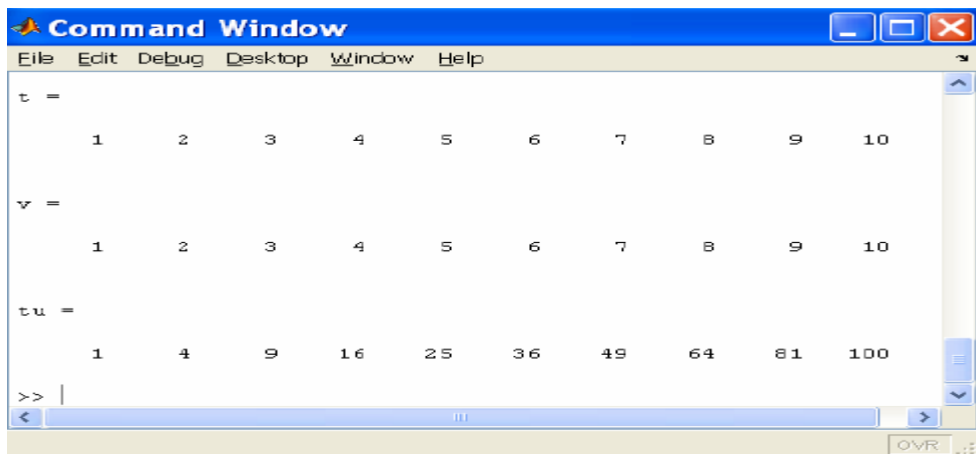 Command Window
File Edit Debug Desktop Window Help
t =
1 2 3 4 5 6 7 8 9 10
v =
1 2 3 4 5 6 7 8 9 10
tu =
1 4 9 16 25 36 49 64 81 100
>>
OVR